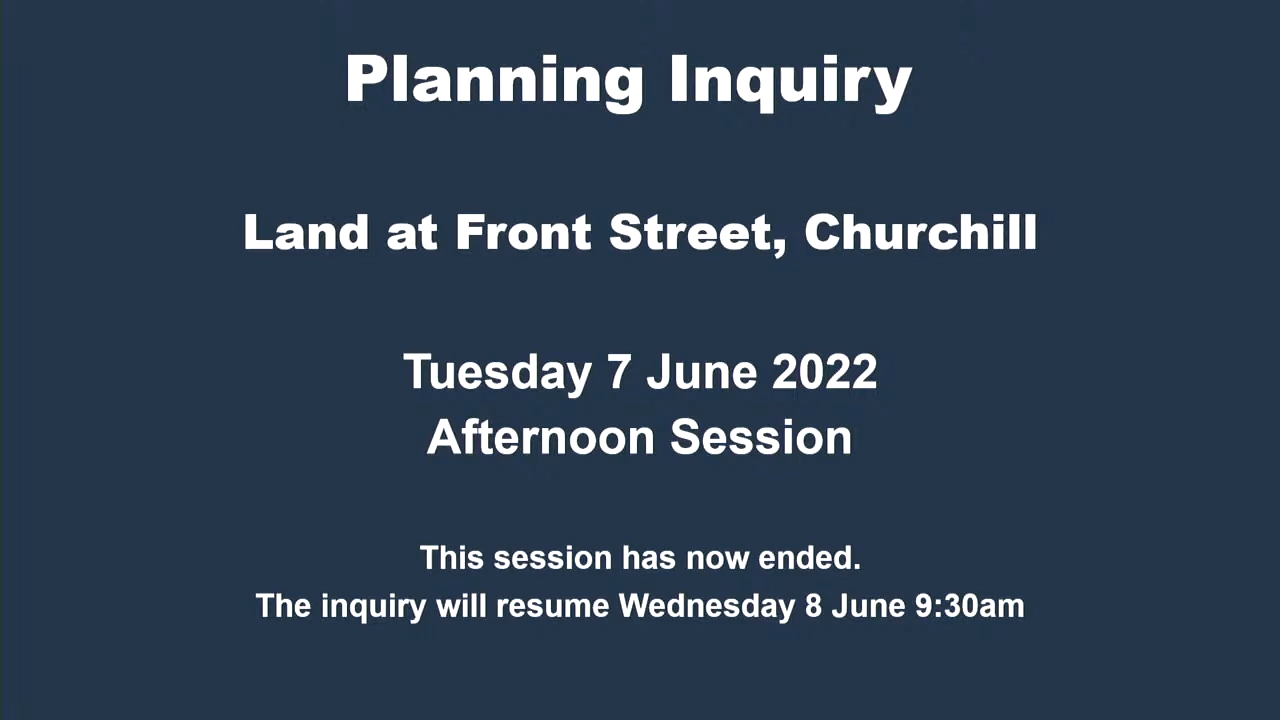 Planning Inquiry
Land at Front Street, Churchill
Tuesday 7 June 2022
Afternoon Session
This session has now ended.
The inquiry will resume Wednesday 8 June 9:30am